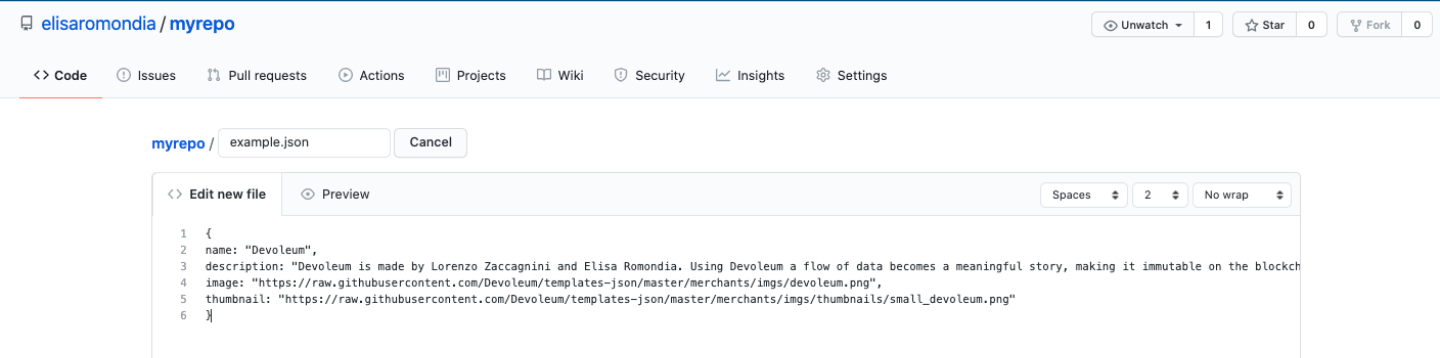 elisaromondia / myrepo
Unwatch 1 Star 0 Fork 0
Code Issues Pull requests Actions Projects Wiki Security Insights Settings
myrepo / example.json Cancel
Edit new file Preview Spaces 2 No wrap
1 {
2 name: "Devoleum",
3 description: "Devoleum is made by Lorenzo Zaccagnini and Elisa Romondia. Using Devoleum a flow of data becomes a meaningful story, making it immutable on the blockch
4 image: "https://raw.githubusercontent.com/Devoleum/templates-json/master/merchants/imgs/devoleum.png",
5 thumbnail: "https://raw.githubusercontent.com/Devoleum/templates-json/master/merchants/imgs/thumbnails/small_devoleum.png"
6 }